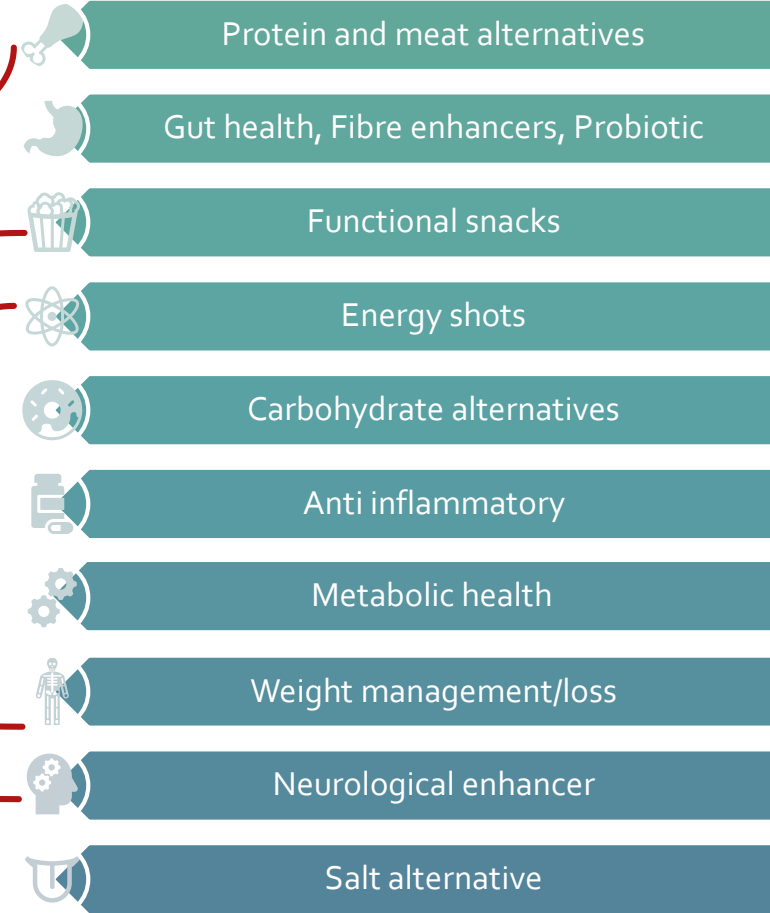 Protein and meat alternatives
Gut health, Fibre enhancers, Probiotic
Functional snacks
Energy shots
Carbohydrate alternatives
Anti inflammatory
Metabolic health
Weight management/loss
Neurological enhancer
Salt alternative